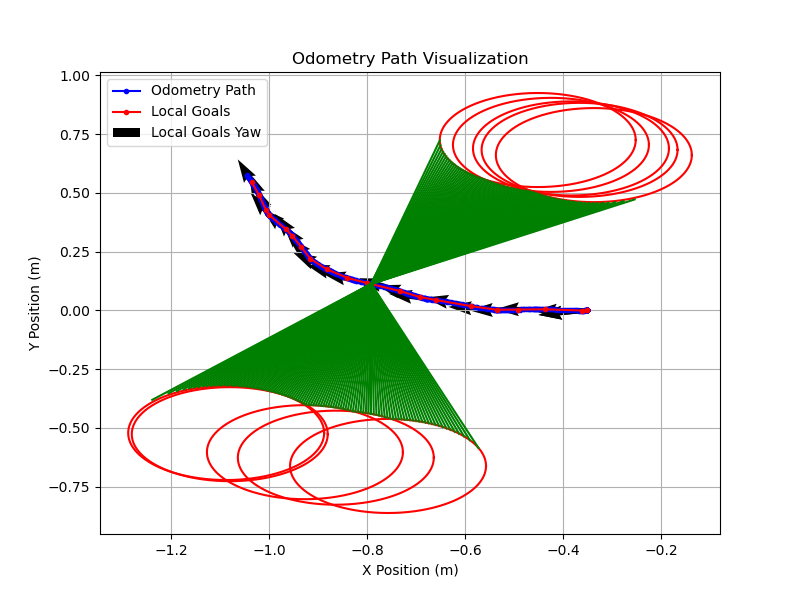 Odometry Path Visualization
Odometry Path
Local Goals
Local Goals Yaw
Y Position (m)
1.00
0.75
0.50
0.25
0.00
−0.25
−0.50
−0.75
−1.2 −1.0 −0.8 −0.6 −0.4 −0.2
X Position (m)